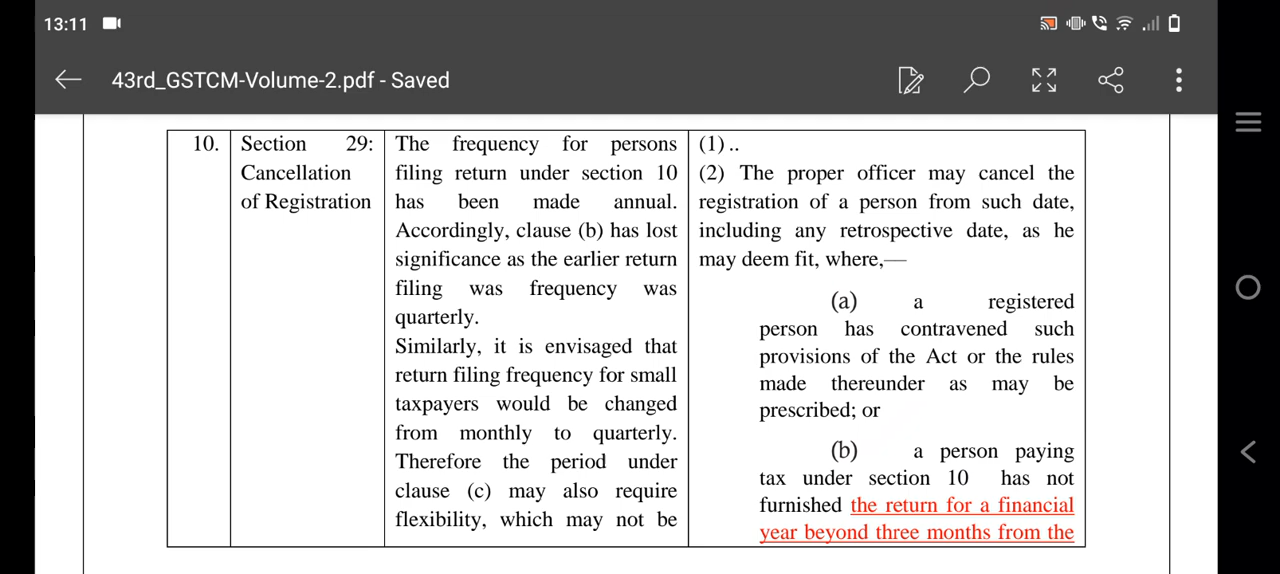 13:11
43rd_GSTCM-Volume-2.pdf - Saved
10.
Section 29:
Cancellation
of Registration
The frequency for persons
filing return under section 10
has been made annual.
Accordingly, clause (b) has lost
significance as the earlier return
filing was frequency was
quarterly.
Similarly, it is envisaged that
return filing frequency for small
taxpayers would be changed
from monthly to quarterly.
Therefore the period under
clause (c) may also require
flexibility, which may not be
(1) ..
(2) The proper officer may cancel the
registration of a person from such date,
including any retrospective date, as he
may deem fit, where,—
(a) a registered
person has contravened such
provisions of the Act or the rules
made thereunder as may be
prescribed; or
(b) a person paying
tax under section 10 has not
furnished the return for a financial
year beyond three months from the